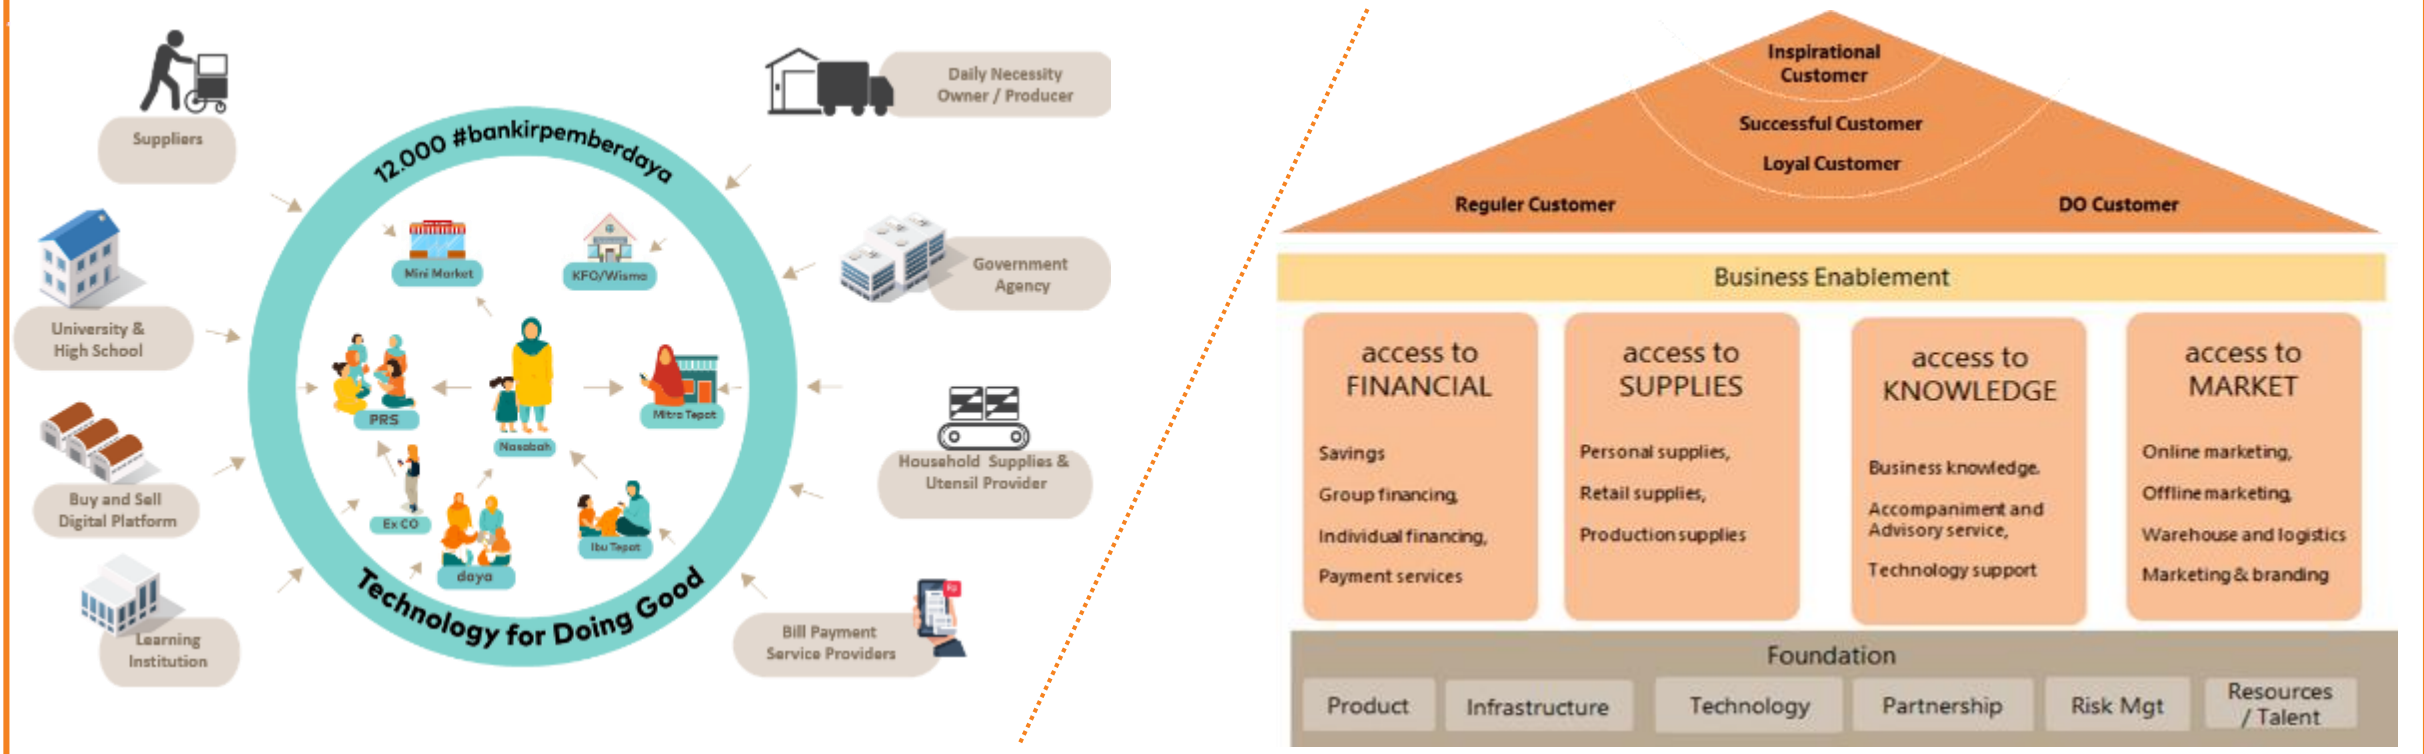 Suppliers
University &
High School
Buy and Sell
Digital Platform
Learning
Institution
12.000 #bankirpemberdaya
Mini Market
KFO/Wisma
PRS
Nasabah
Mitra Tepat
Ex CO
daya
Ibu Tepat
Technology for Doing Good
Daily Necessity
Owner / Producer
Government
Agency
Household Supplies &
Utensil Provider
Bill Payment
Service Providers
Rp
Inspirational
Customer
Successful Customer
Loyal Customer
Reguler Customer
DO Customer
Business Enablement
access to
FINANCIAL
Savings
Group financing,
Individual financing,
Payment services
access to
SUPPLIES
Personal supplies,
Retail supplies,
Production supplies
access to
KNOWLEDGE
Business knowledge.
Accompaniment and
Advisory service,
Technology support
access to
MARKET
Online marketing,
Offline marketing,
Warehouse and logistics
Marketing & branding
Foundation
Product
Infrastructure
Technology
Partnership
Risk Mgt
Resources
/ Talent